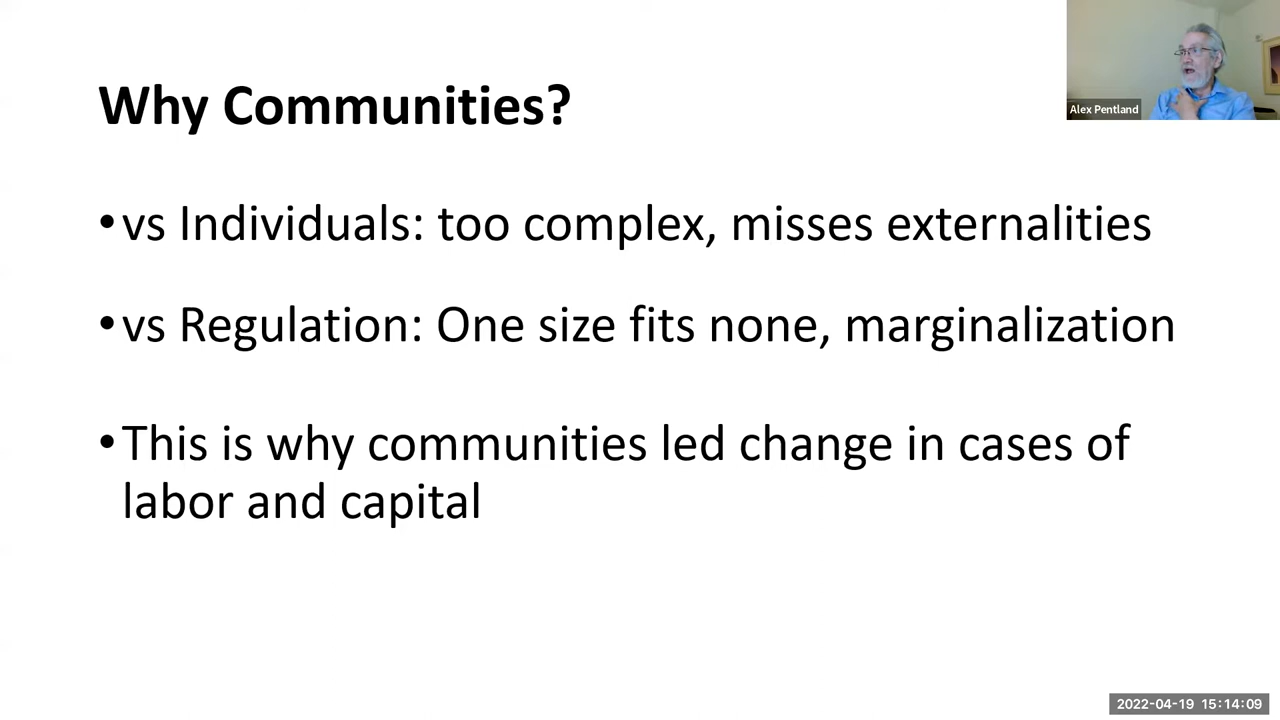 Why Communities?
Alex Pentland
•vs Individuals: too complex, misses externalities
•vs Regulation: One size fits none, marginalization
•This is why communities led change in cases of
labor and capital
2022-04-19 15:14:09